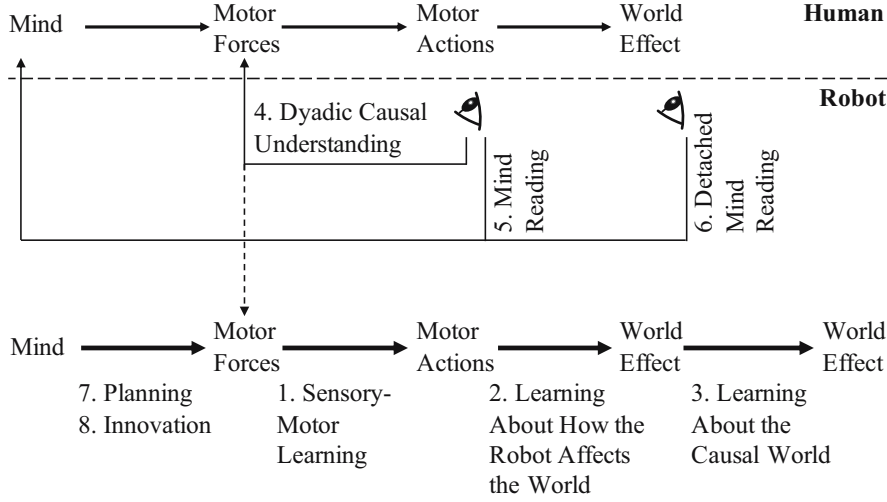 Human
Mind
Motor
Forces
Motor
Actions
World
Effect
Robot
4. Dyadic Causal
Understanding
5. Mind
Reading
6. Detached
Mind
Reading
Mind
Motor
Forces
Motor
Actions
World
Effect
World
Effect
7. Planning
8. Innovation
1. Sensory-
Motor
Learning
2. Learning
About How the
Robot Affects
the World
3. Learning
About the
Causal World